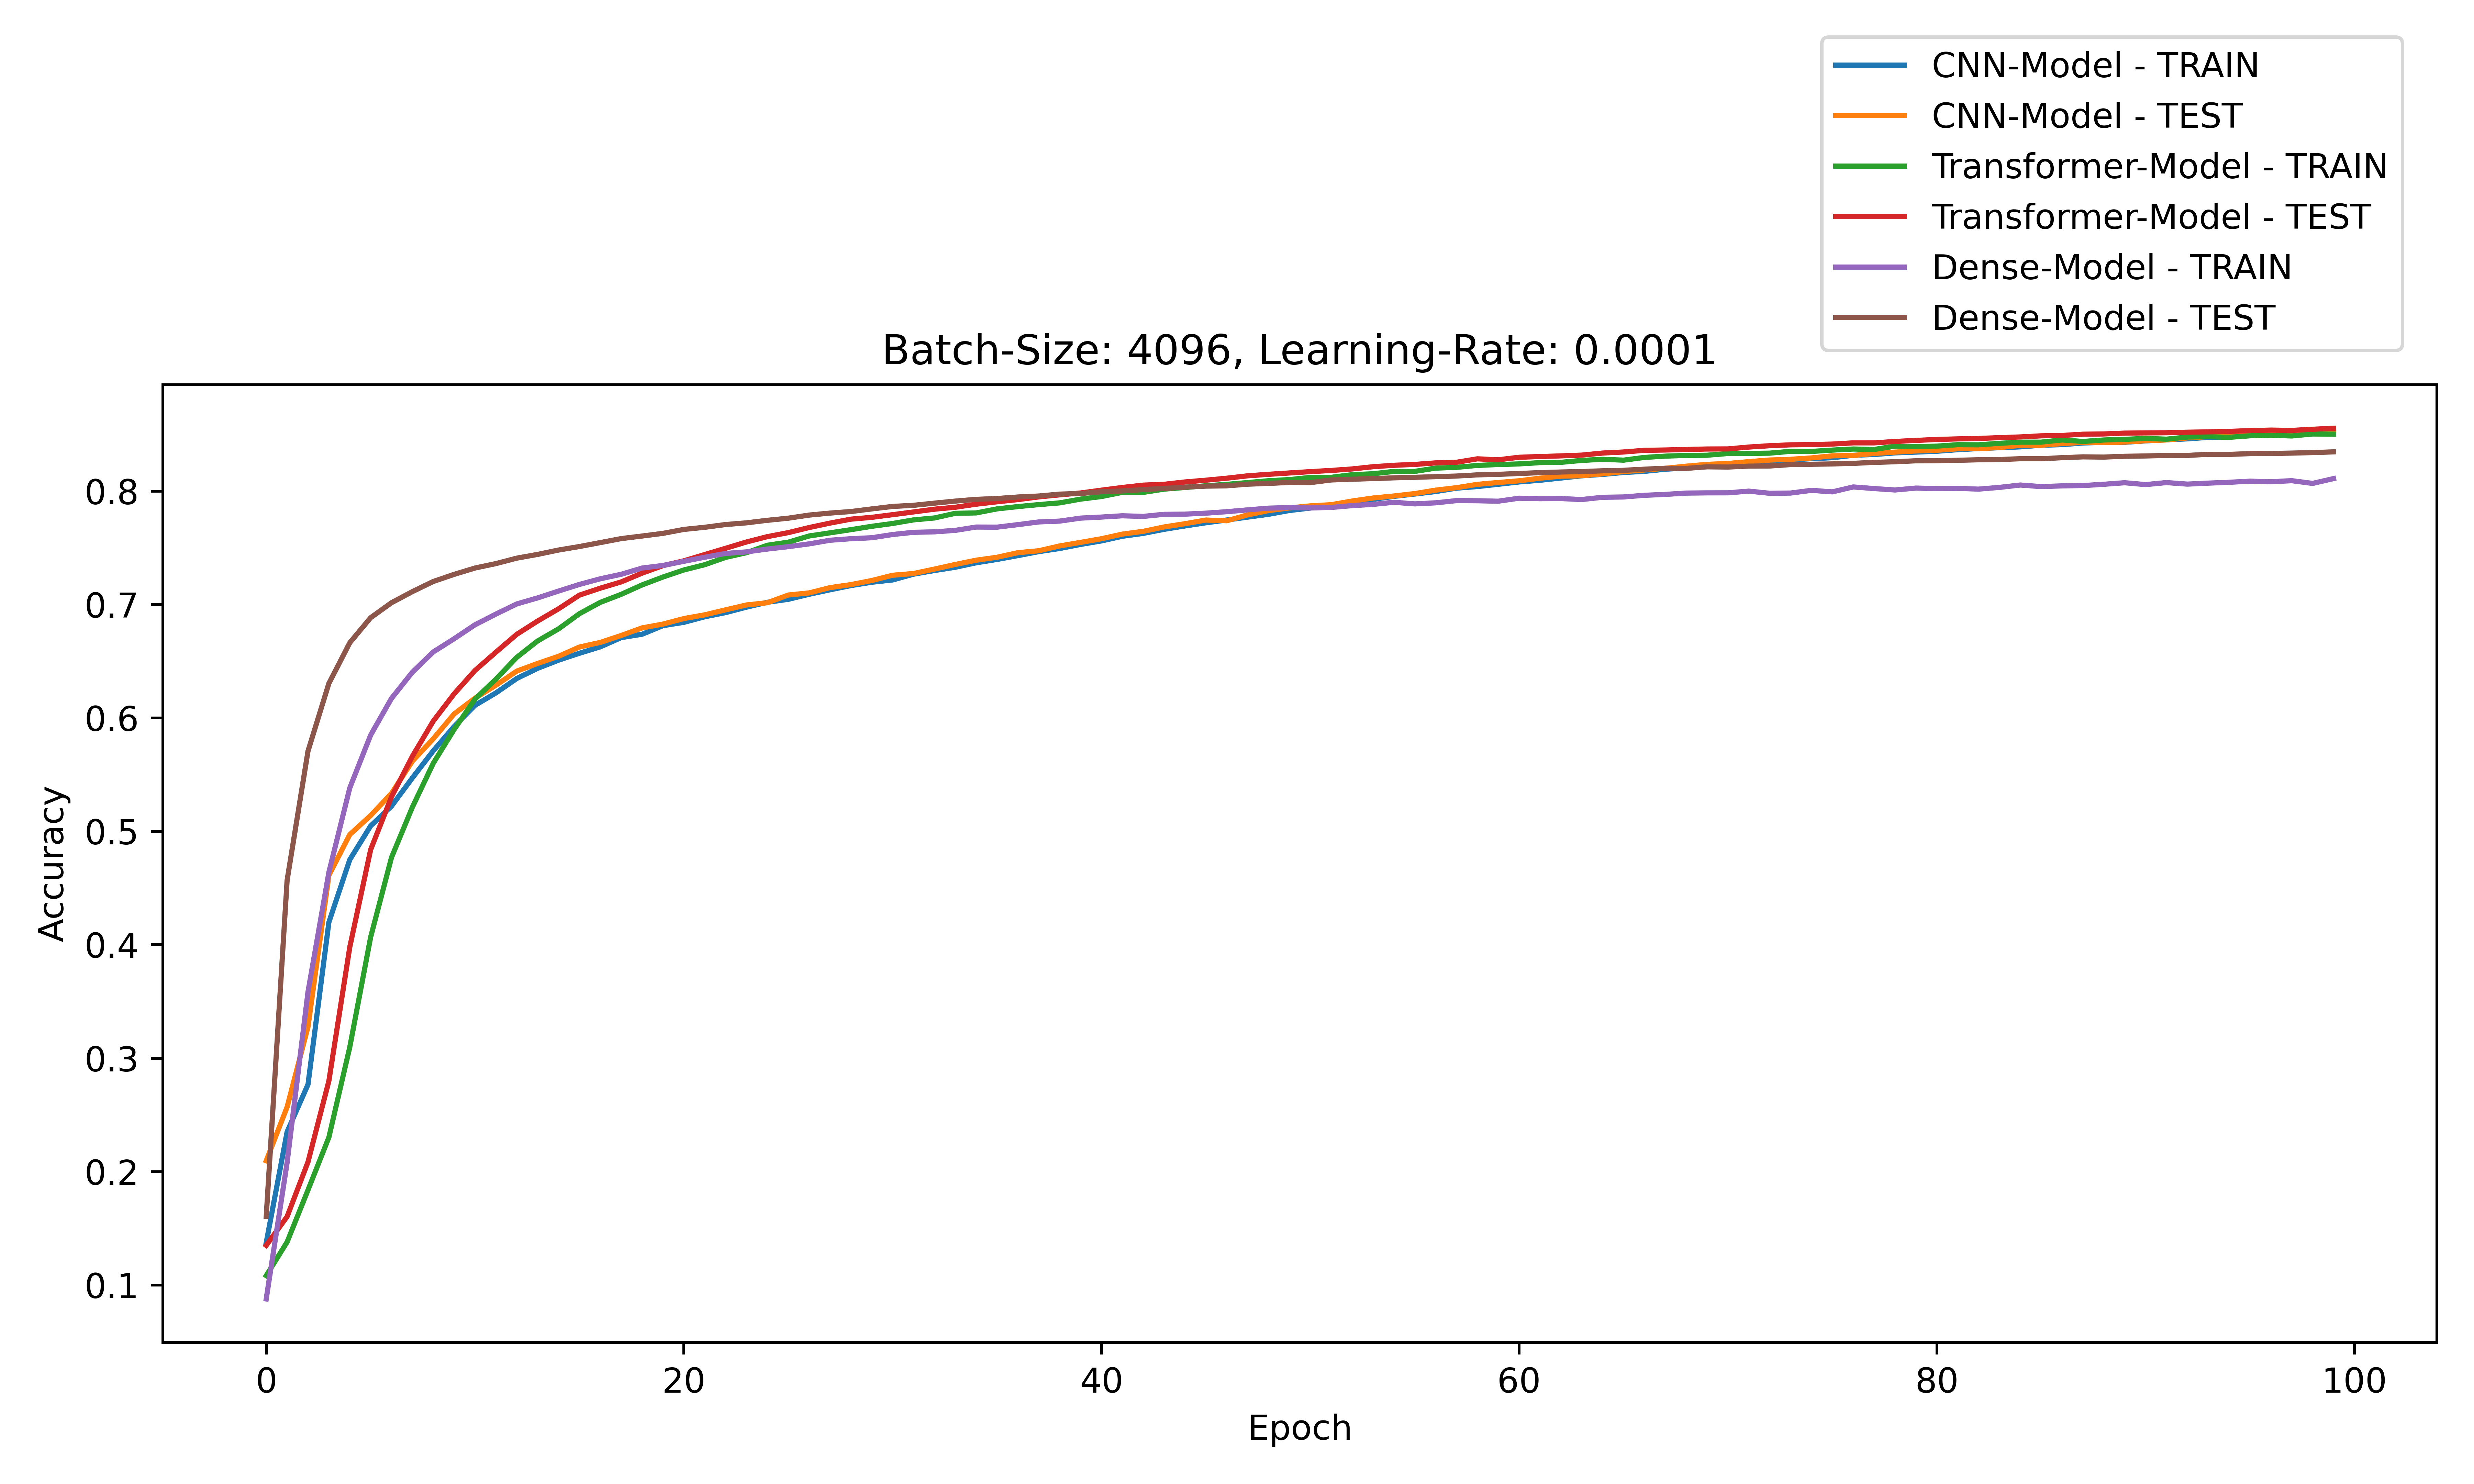 CNN-Model - TRAIN
CNN-Model - TEST
Transformer-Model - TRAIN
Transformer-Model - TEST
Dense-Model - TRAIN
Dense-Model - TEST
Batch-Size: 4096, Learning-Rate: 0.0001
Accuracy
0.8
0.7
0.6
0.5
0.4
0.3
0.2
0.1
0 20 40 60 80 100
Epoch